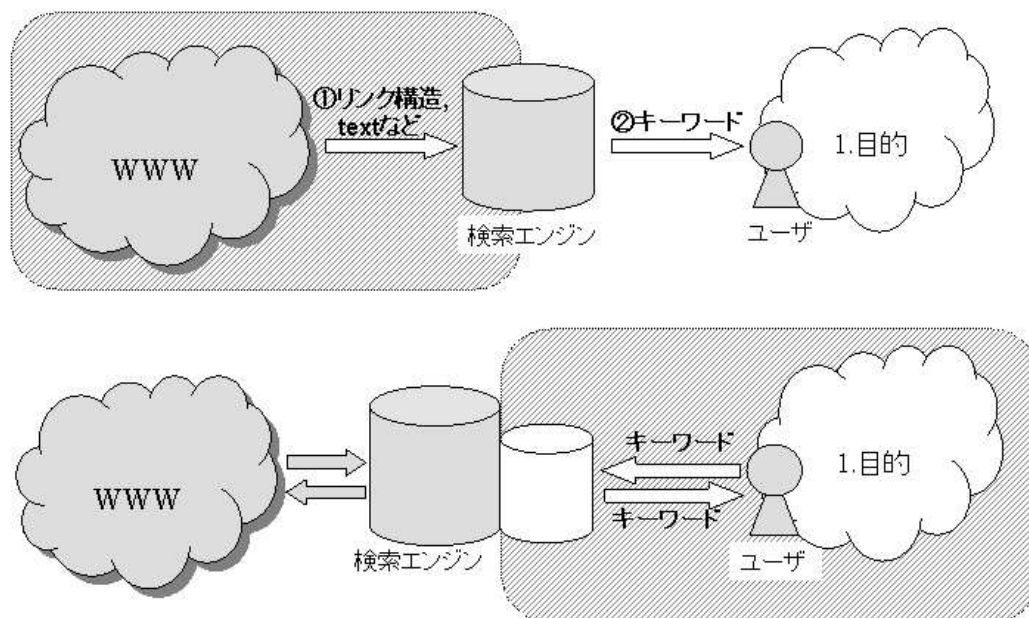 ①リンク構造,
textなど
②キーワード
WWW
1.目的
検索エンジン
ユーザ
キーワード
1.目的
WWW
キーワード
検索エンジン
ユーザ